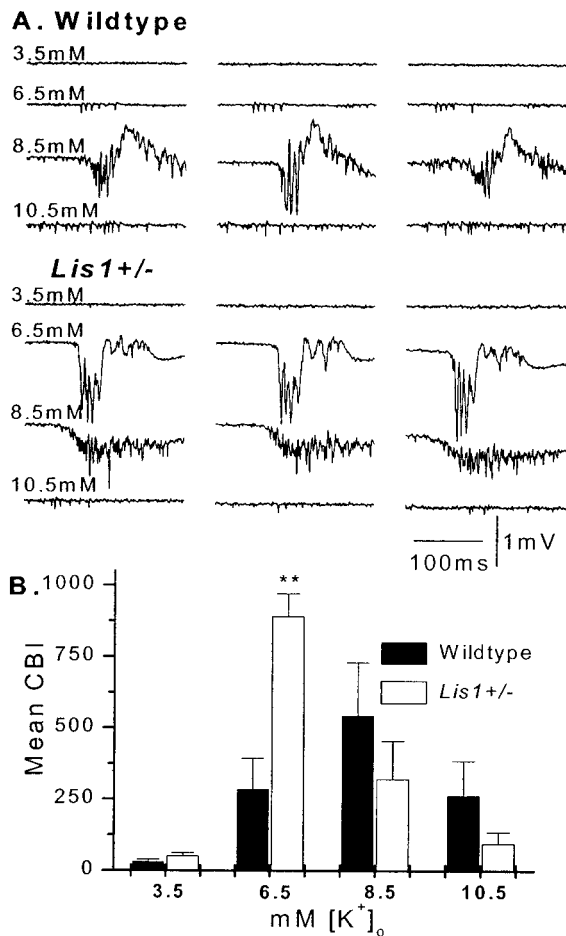 A. Wildtype
3.5mM
6.5mM
8.5mM
10.5mM
Lis1+/-
3.5mM
6.5mM
8.5mM
10.5mM
100ms
1mV
B.
1000
750
500
250
0
Mean CBI
**
Wildtype
Lis1+/-
3.5 6.5 8.5 10.5
mM [K+]o